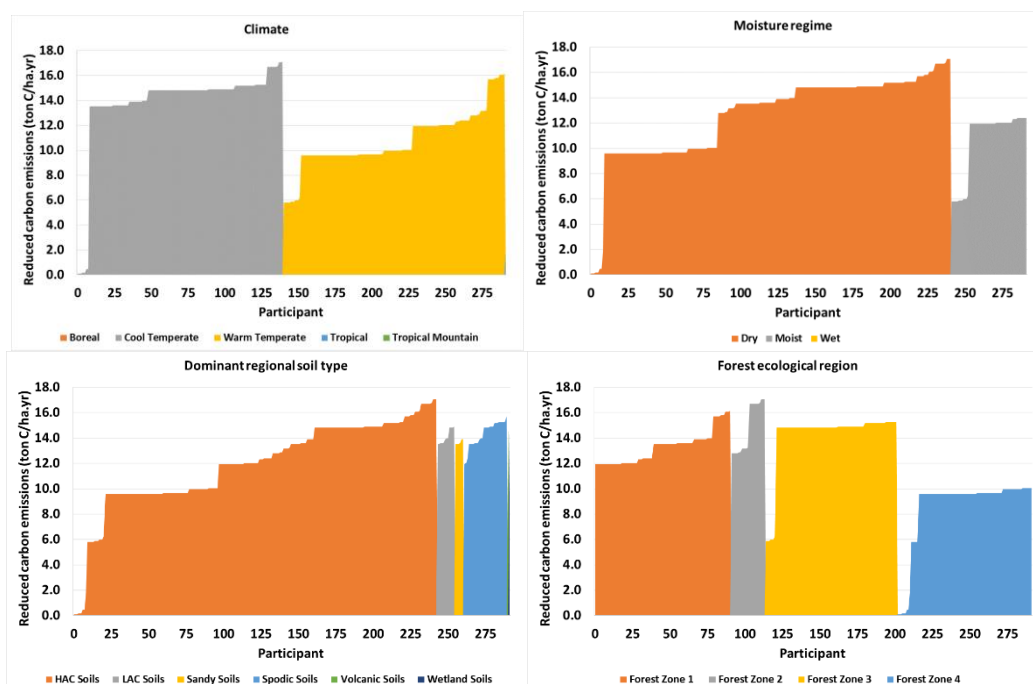 Climate
Reduced carbon emissions (ton C/ha.yr)
18.0
16.0
14.0
12.0
10.0
8.0
6.0
4.0
2.0
0.0
0 25 50 75 100 125 150 175 200 225 250 275
Participant
Boreal Cool Temperate Warm Temperate Tropical Tropical Mountain
Moisture regime
Reduced carbon emissions (ton C/ha.yr)
18.0
16.0
14.0
12.0
10.0
8.0
6.0
4.0
2.0
0.0
0 25 50 75 100 125 150 175 200 225 250 275
Participant
Dry Moist Wet
Dominant regional soil type
Reduced carbon emissions (ton C/ha.yr)
18.0
16.0
14.0
12.0
10.0
8.0
6.0
4.0
2.0
0.0
0 25 50 75 100 125 150 175 200 225 250 275
Participant
HAC Soils LAC Soils Sandy Soils Spodic Soils Volcanic Soils Wetland Soils
Forest ecological region
Reduced carbon emissions (ton C/ha.yr)
18.0
16.0
14.0
12.0
10.0
8.0
6.0
4.0
2.0
0.0
0 25 50 75 100 125 150 175 200 225 250 275
Participant
Forest Zone 1 Forest Zone 2 Forest Zone 3 Forest Zone 4